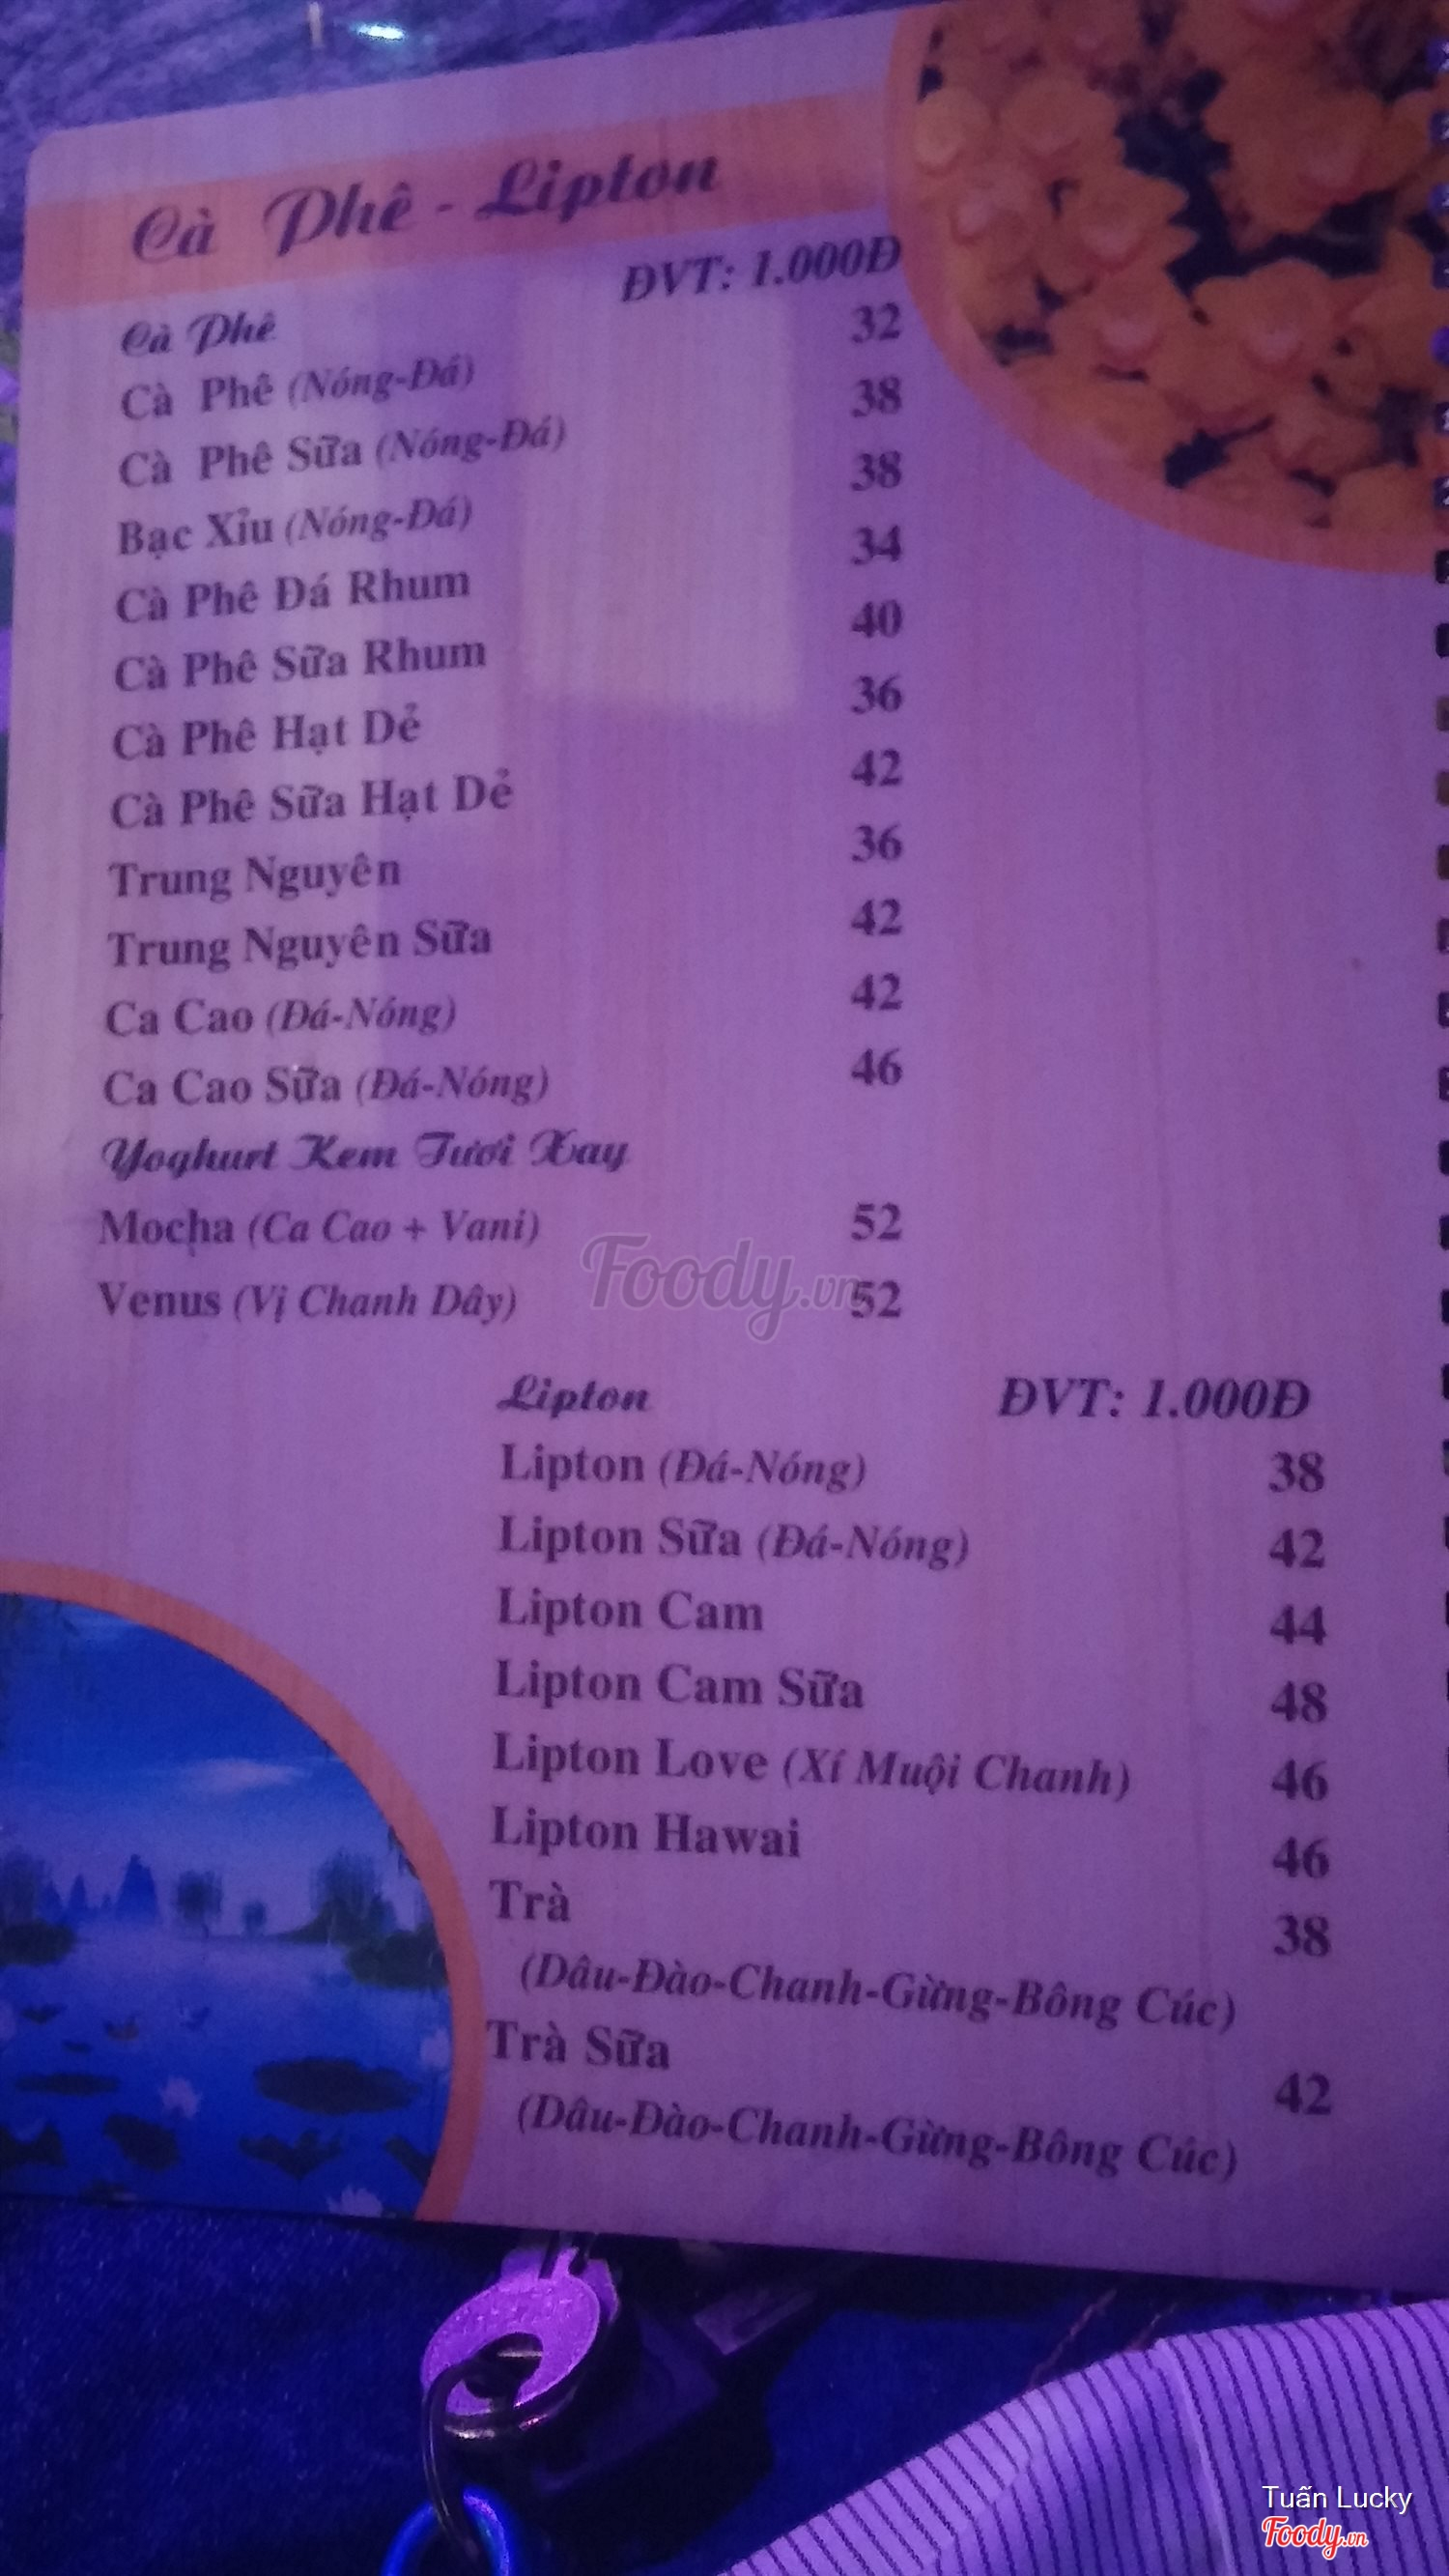 Cà Phê - Lipton
ĐVT: 1.000Đ
Cà Phê
Cà Phê (Nóng-Đá) 32
Cà Phê Sữa (Nóng-Đá) 38
Bạc Xỉu (Nóng-Đá) 38
Cà Phê Đá Rhum 34
Cà Phê Sữa Rhum 40
Cà Phê Hạt Dẻ 36
Cà Phê Sữa Hạt Dẻ 42
Trung Nguyên 36
Trung Nguyên Sữa 42
Ca Cao (Đá-Nóng) 42
Ca Cao Sữa (Đá-Nóng) 46
Yoghurt Kem Tươi Xay
Mocha (Ca Cao + Vani) 52
Venus (Vị Chanh Dây) 52
Foody.vn
Lipton ĐVT: 1.000Đ
Lipton (Đá-Nóng) 38
Lipton Sữa (Đá-Nóng) 42
Lipton Cam 44
Lipton Cam Sữa 48
Lipton Love (Xí Muội Chanh) 46
Lipton Hawai 46
Trà 38
(Dâu-Đào-Chanh-Gừng-Bông Cúc)
Trà Sữa 42
(Dâu-Đào-Chanh-Gừng-Bông Cúc)
Tuấn Lucky
Foody.vn